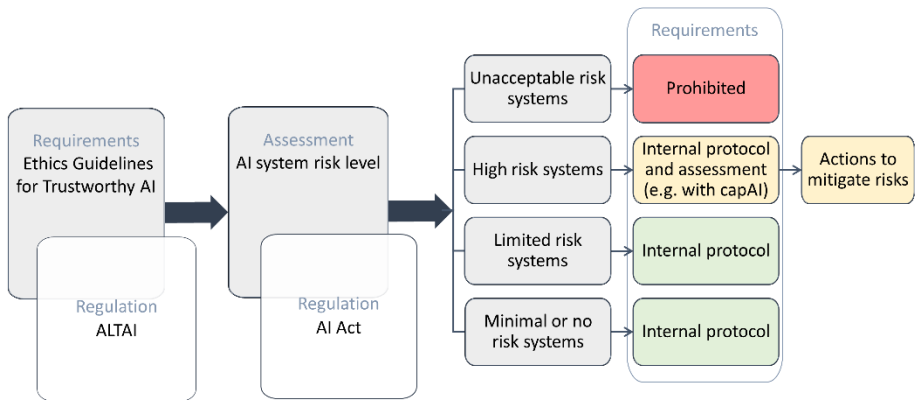 Requirements
Ethics Guidelines
for Trustworthy AI
Regulation
ALTAI
Assessment
AI system risk level
Regulation
AI Act
Requirements
Unacceptable risk
systems
Prohibited
High risk systems
Internal protocol
and assessment
(e.g. with capAI)
Actions to
mitigate risks
Limited risk
systems
Internal protocol
Minimal or no
risk systems
Internal protocol